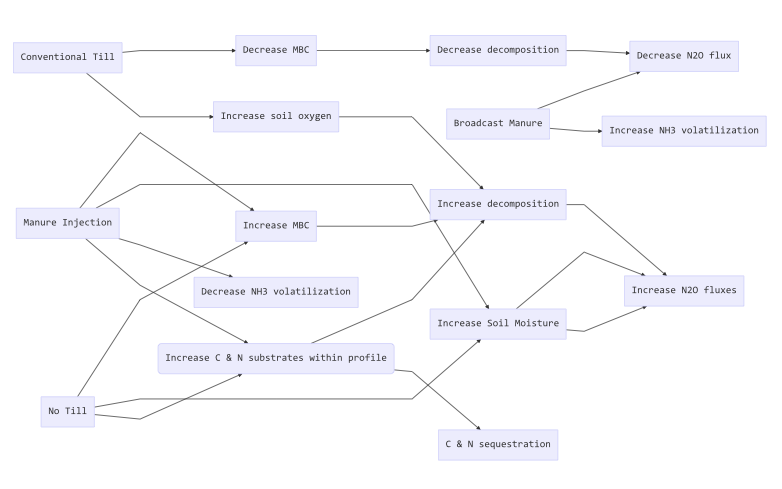 Conventional Till
Decrease MBC
Decrease decomposition
Decrease N2O flux
Increase soil oxygen
Broadcast Manure
Increase NH3 volatilization
Manure Injection
Increase MBC
Increase decomposition
Decrease NH3 volatilization
Increase N2O fluxes
Increase Soil Moisture
Increase C & N substrates within profile
No Till
C & N sequestration